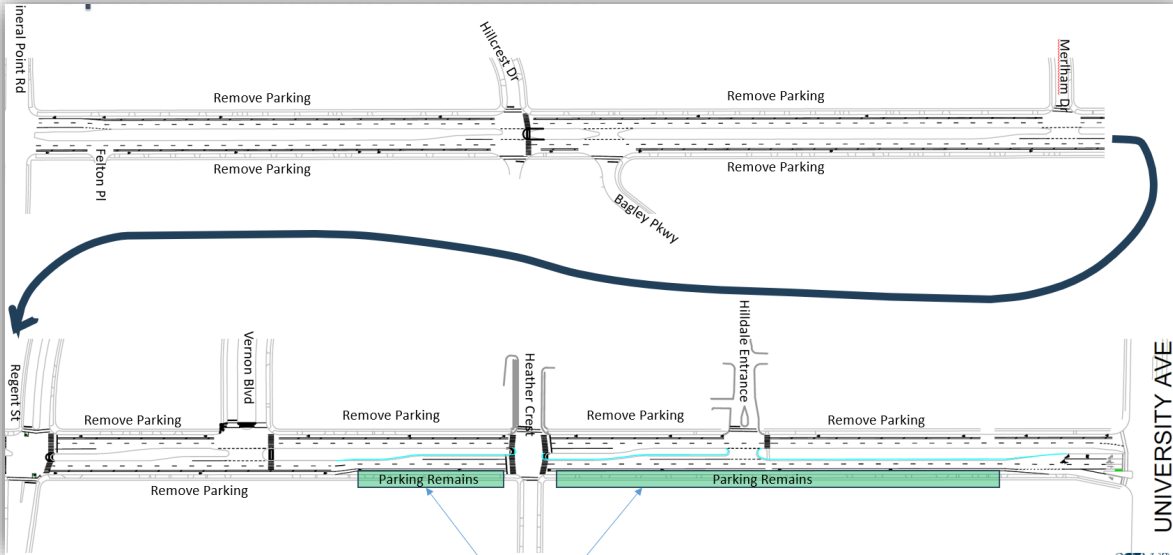 ineral Point Rd
Remove Parking
Hillcrest Dr
Remove Parking
Merlham D
Felton Pl
Remove Parking
Remove Parking
Bagley Pkwy
Regent St
Remove Parking
Vernon Blvd
Remove Parking
Heather Crest
Remove Parking
Hilldale Entrance
Remove Parking
UNIVERSITY AVE
Remove Parking
Parking Remains
Parking Remains